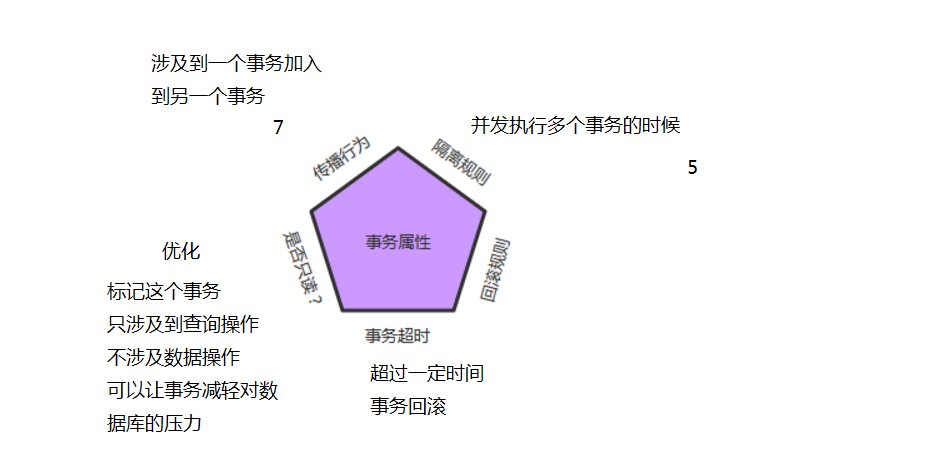 涉及到一个事务加入
到另一个事务
7
并发执行多个事务的时候
5
传播行为
隔离规则
事务属性
是否只读？
回滚规则
事务超时
优化
标记这个事务
只涉及到查询操作
不涉及数据操作
可以让事务减轻对数
据库的压力
超过一定时间
事务回滚